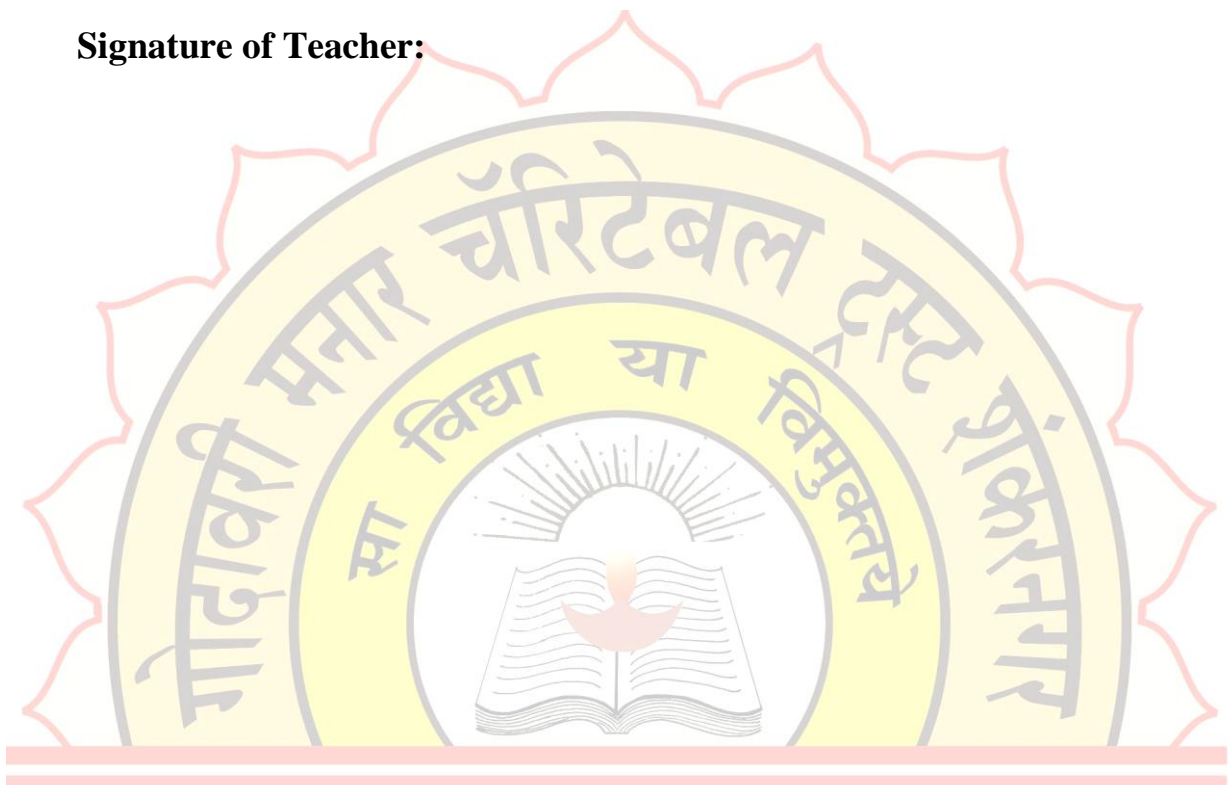 Signature of Teacher:
गोदावरी मनार चॅरिटेबल ट्रस्ट शंकरनगर
सा विद्या या विमुक्तये